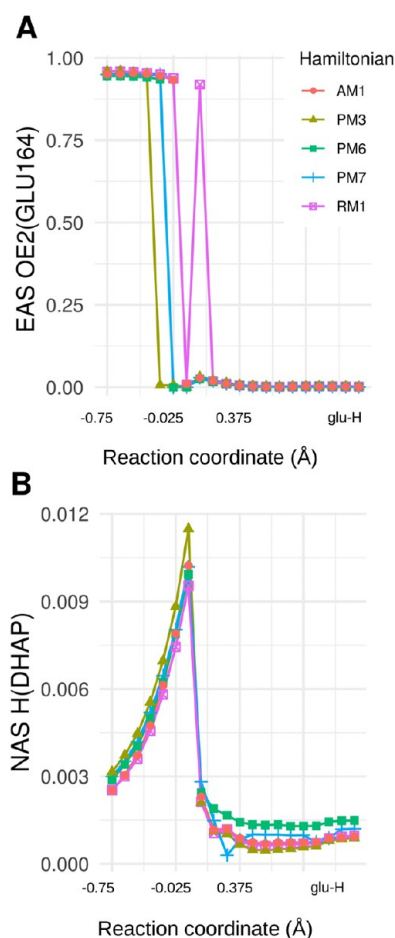 A
1.00
0.75
0.50
0.25
0.00
EAS OE2(GLU164)
Hamiltonian
AM1
PM3
PM6
PM7
RM1
-0.75 -0.025 0.375 glu-H
Reaction coordinate (Å)
B
0.012
0.009
0.006
0.003
0.000
NAS H(DHAP)
-0.75 -0.025 0.375 glu-H
Reaction coordinate (Å)